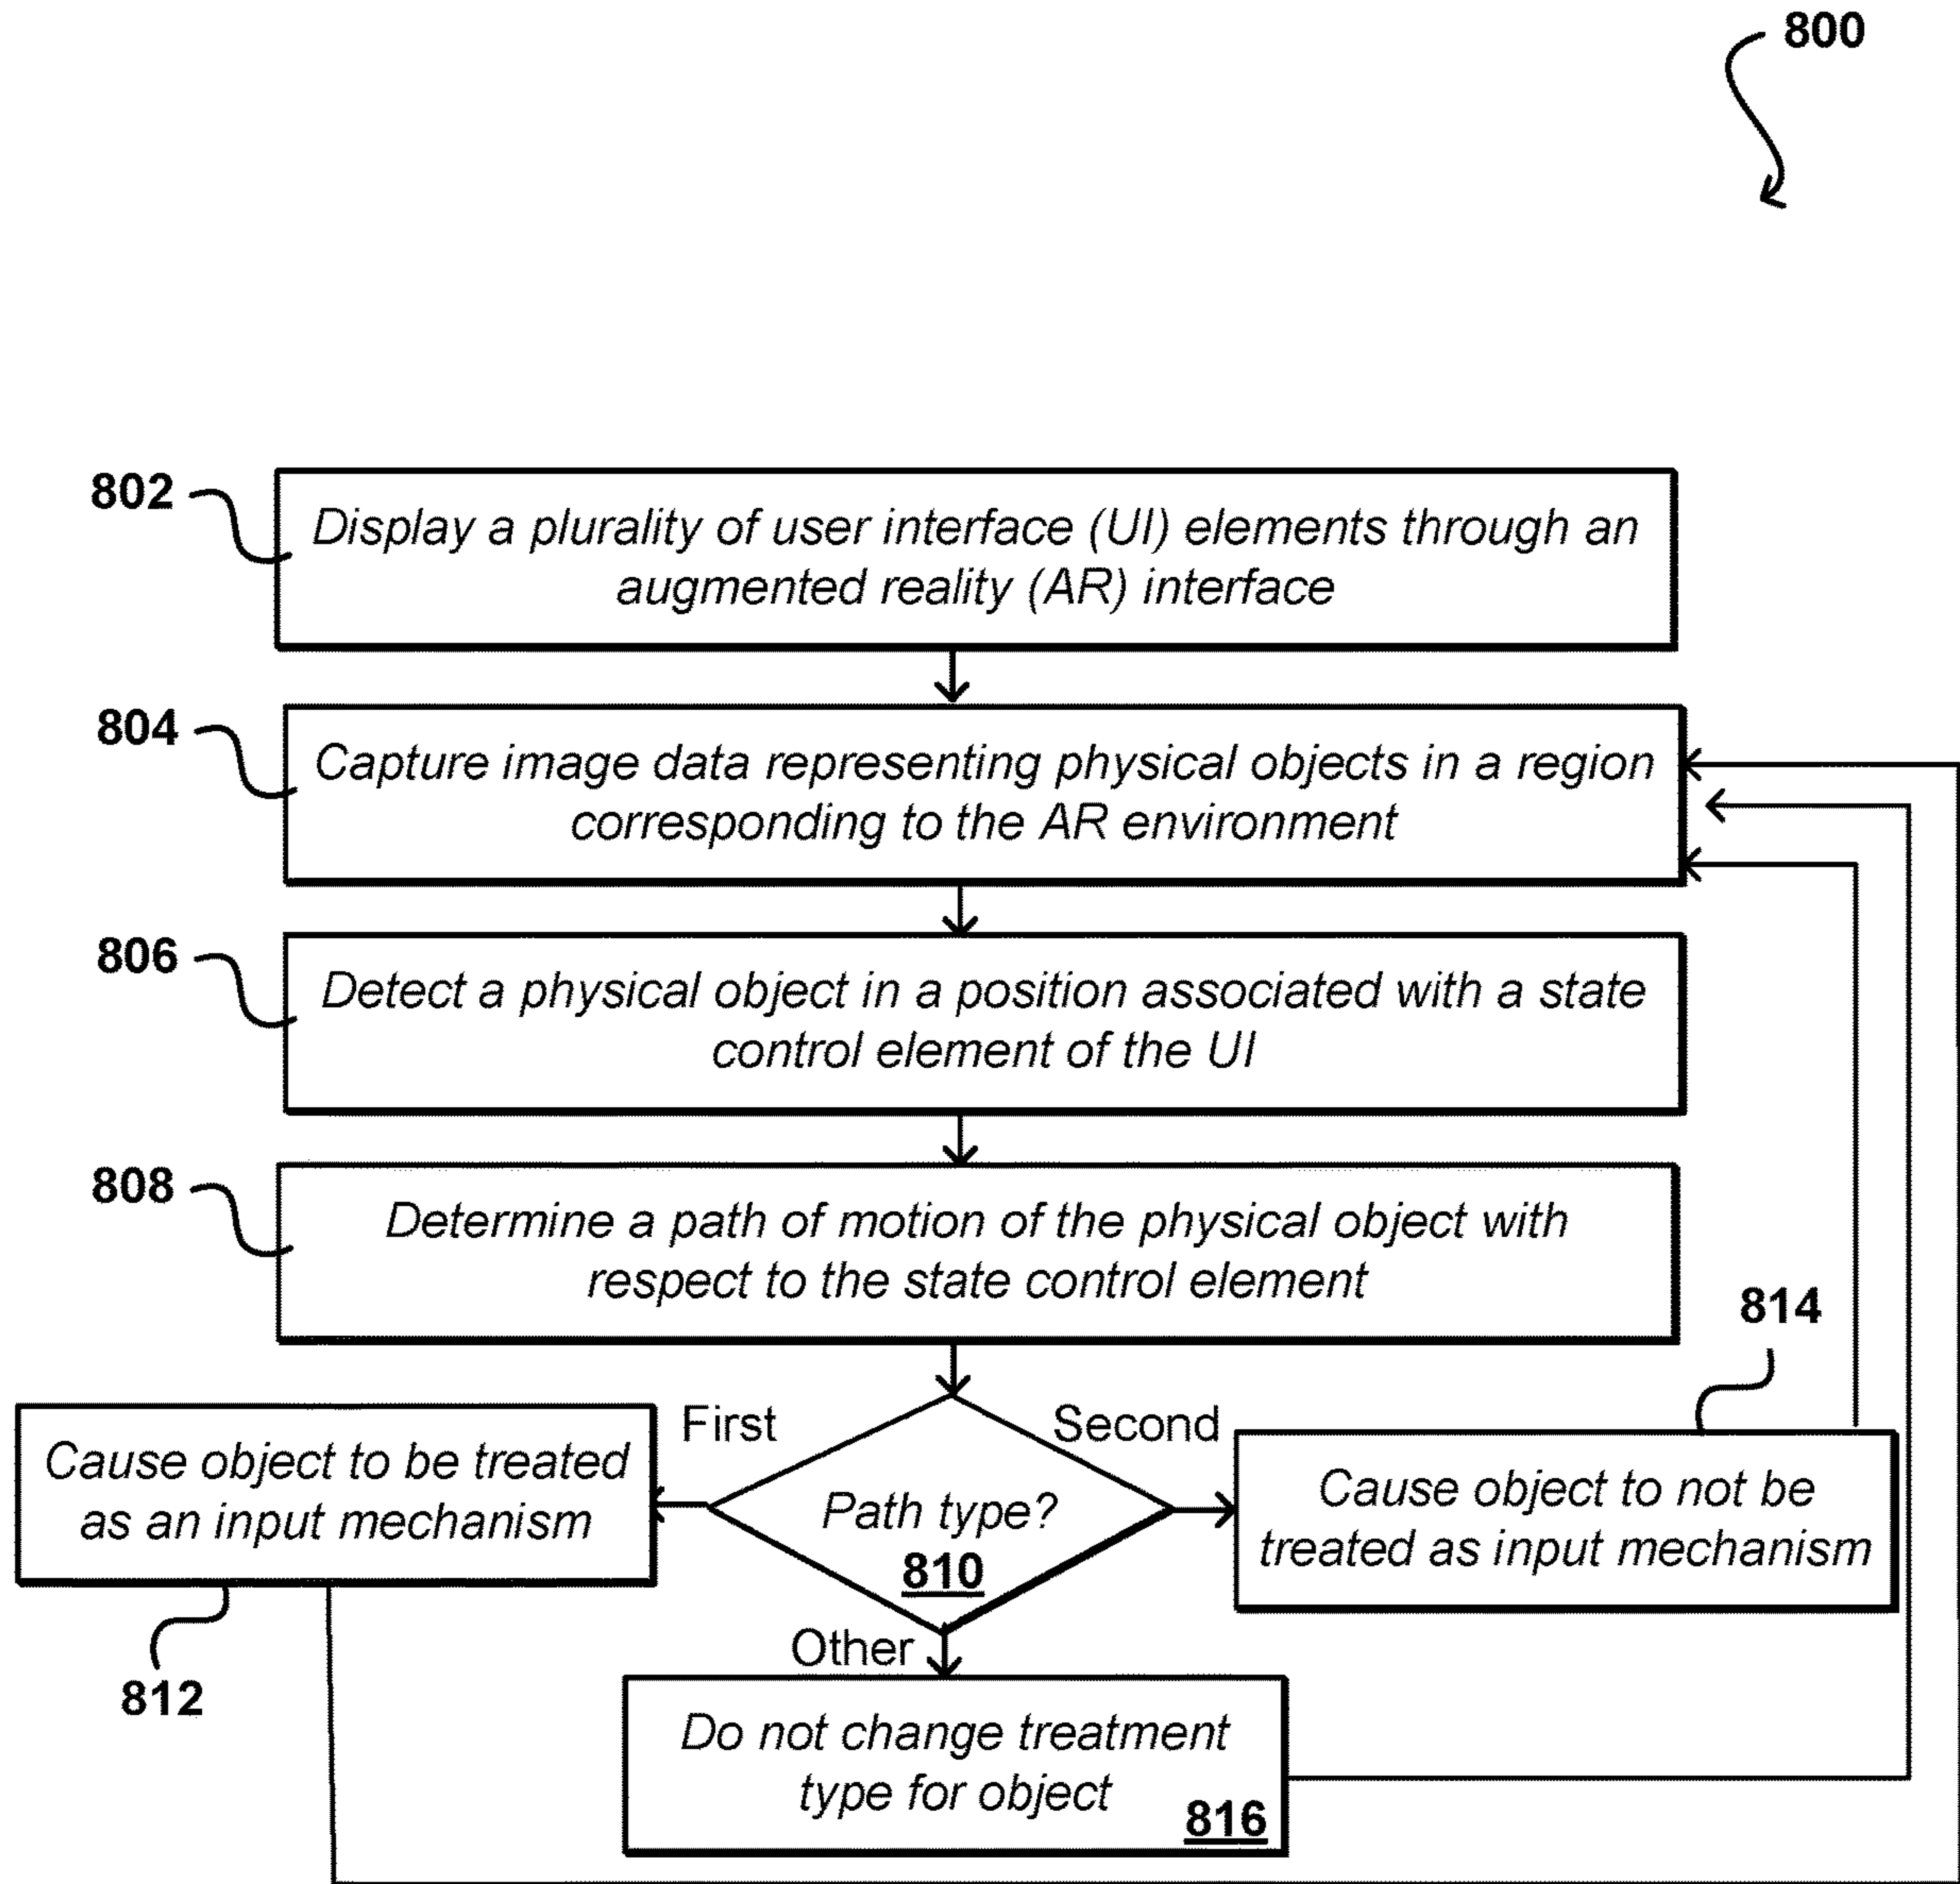 800
802
Display a plurality of user interface (UI) elements through an
augmented reality (AR) interface
804
Capture image data representing physical objects in a region
corresponding to the AR environment
806
Detect a physical object in a position associated with a state
control element of the UI
808
Determine a path of motion of the physical object with
respect to the state control element
814
First
Second
Cause object to be treated
as an input mechanism
Path type?
810
Cause object to not be
treated as input mechanism
Other
812
Do not change treatment
type for object
816